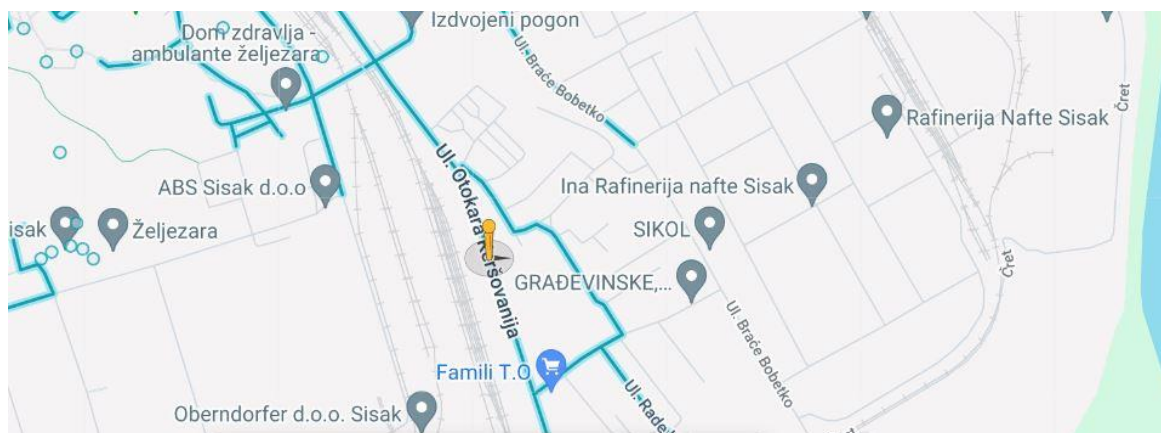 Izdvojeni pogon
Dom zdravlja -
ambulante željezara
Ul. Braće Bobetko
Čret
Rafinerija Nafte Sisak
Ul. Otokara Keršovanija
ABS Sisak d.o.o
Ina Rafinerija nafte Sisak
isak
Željezara
SIKOL
Čret
GRAĐEVINSKE,...
Ul. Braće Bobetko
Famili T.O
Ul. Rade
Oberndorfer d.o.o. Sisak